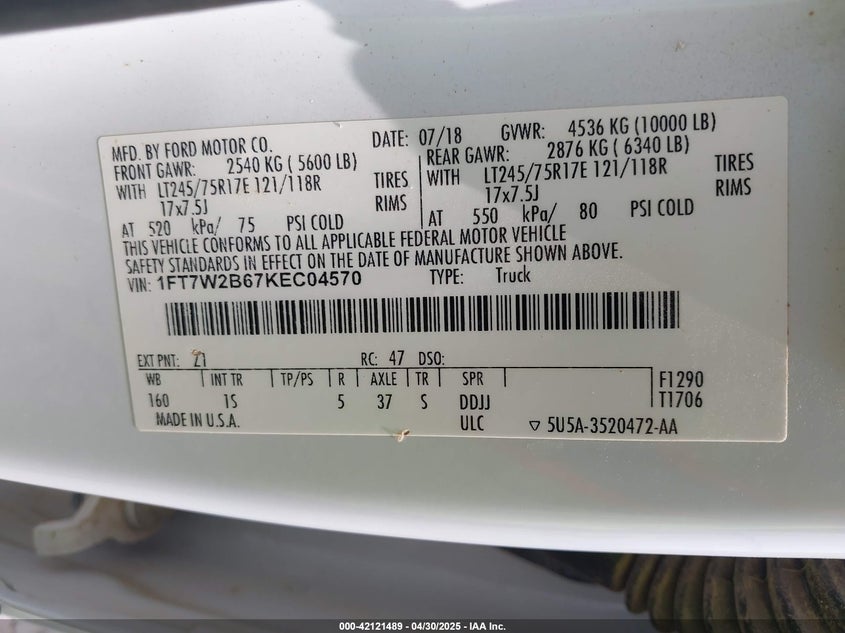 MFD. BY FORD MOTOR CO. DATE: 07/18 GVWR: 4536 KG (10000 LB)
FRONT GAWR: 2540 KG ( 5600 LB) REAR GAWR: 2876 KG ( 6340 LB)
WITH LT245/75R17E 121/118R TIRES WITH LT245/75R17E 121/118R TIRES
17x7.5J RIMS 17x7.5J RIMS
AT 520 kPa/ 75 PSI COLD AT 550 kPa/ 80 PSI COLD
THIS VEHICLE CONFORMS TO ALL APPLICABLE FEDERAL MOTOR VEHICLE
SAFETY STANDARDS IN EFFECT ON THE DATE OF MANUFACTURE SHOWN ABOVE.
VIN: 1FT7W2B67KEC04570 TYPE: Truck
EXT PNT: Z1 RC: 47 DSO:
WB INT TR TP/PS R AXLE TR SPR F1290
160 1S 5 37 S DDJJ T1706
MADE IN U.S.A. ULC ▽ 5U5A-3520472-AA
000-42121489 - 04/30/2025 - IAA Inc.